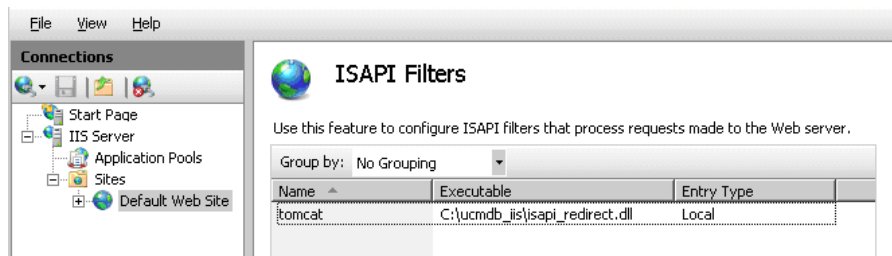 File View Help
Connections
Start Page
IIS Server
Application Pools
Sites
Default Web Site
ISAPI Filters
Use this feature to configure ISAPI filters that process requests made to the Web server.
Group by: No Grouping
Name Executable Entry Type
tomcat C:\ucmdb_iis\isapi_redirect.dll Local